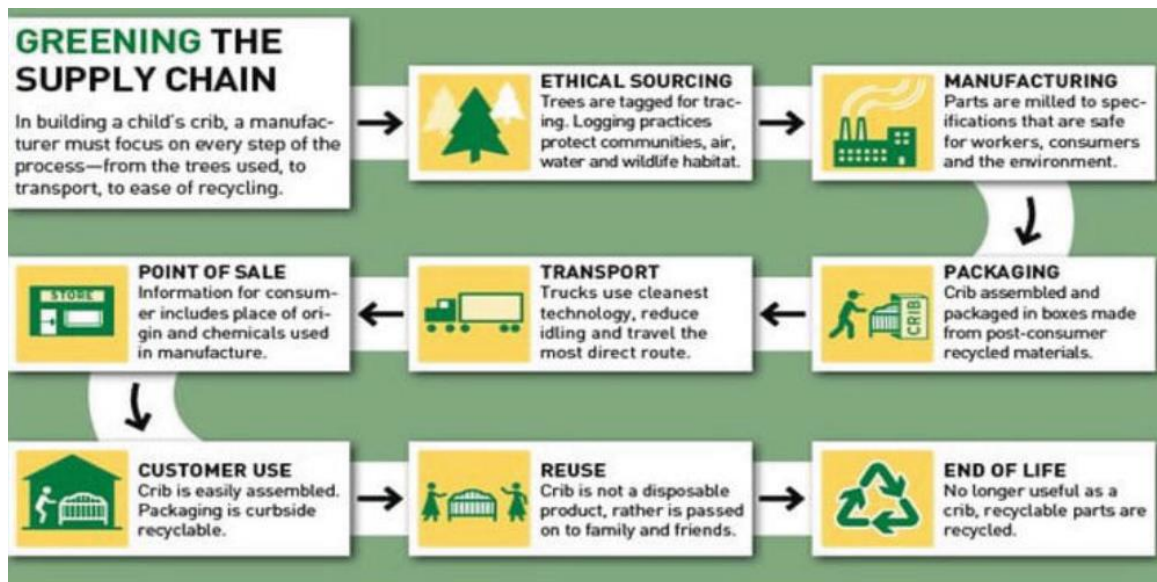 GREENING THE
SUPPLY CHAIN
In building a child's crib, a manufac-
turer must focus on every step of the
process—from the trees used, to
transport, to ease of recycling.
ETHICAL SOURCING
Trees are tagged for trac-
ing. Logging practices
protect communities, air,
water and wildlife habitat.
MANUFACTURING
Parts are milled to spec-
ifications that are safe
for workers, consumers
and the environment.
PACKAGING
Crib assembled and
packaged in boxes made
from post-consumer
recycled materials.
CRIB
TRANSPORT
Trucks use cleanest
technology, reduce
idling and travel the
most direct route.
POINT OF SALE
Information for consum-
er includes place of ori-
gin and chemicals used
in manufacture.
STORE
CUSTOMER USE
Crib is easily assembled.
Packaging is curbside
recyclable.
REUSE
Crib is not a disposable
product, rather is passed
on to family and friends.
END OF LIFE
No longer useful as a
crib, recyclable parts are
recycled.